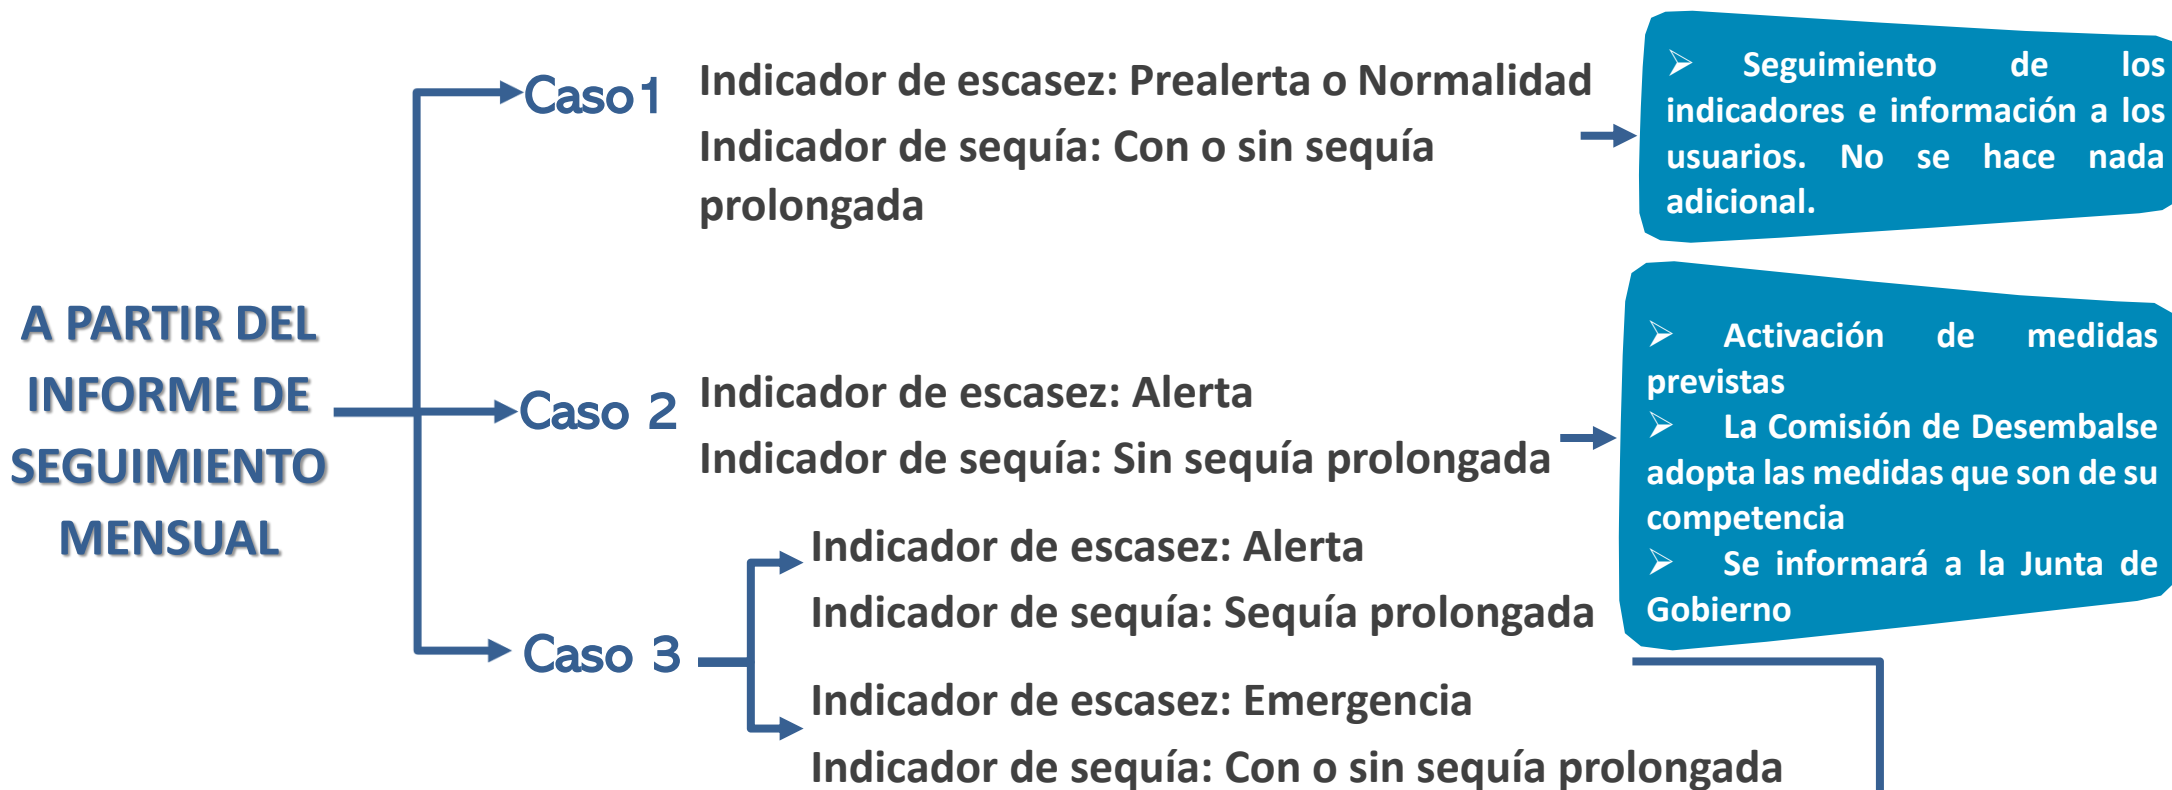 A PARTIR DEL
INFORME DE
SEGUIMIENTO
MENSUAL
Caso 1
Indicador de escasez: Prealerta o Normalidad
Indicador de sequía: Con o sin sequía
prolongada
➢ Seguimiento de los
indicadores e información a los
usuarios. No se hace nada
adicional.
Caso 2
Indicador de escasez: Alerta
Indicador de sequía: Sin sequía prolongada
➢ Activación de medidas
previstas
➢ La Comisión de Desembalse
adopta las medidas que son de su
competencia
➢ Se informará a la Junta de
Gobierno
Caso 3
Indicador de escasez: Alerta
Indicador de sequía: Sequía prolongada
Indicador de escasez: Emergencia
Indicador de sequía: Con o sin sequía prolongada